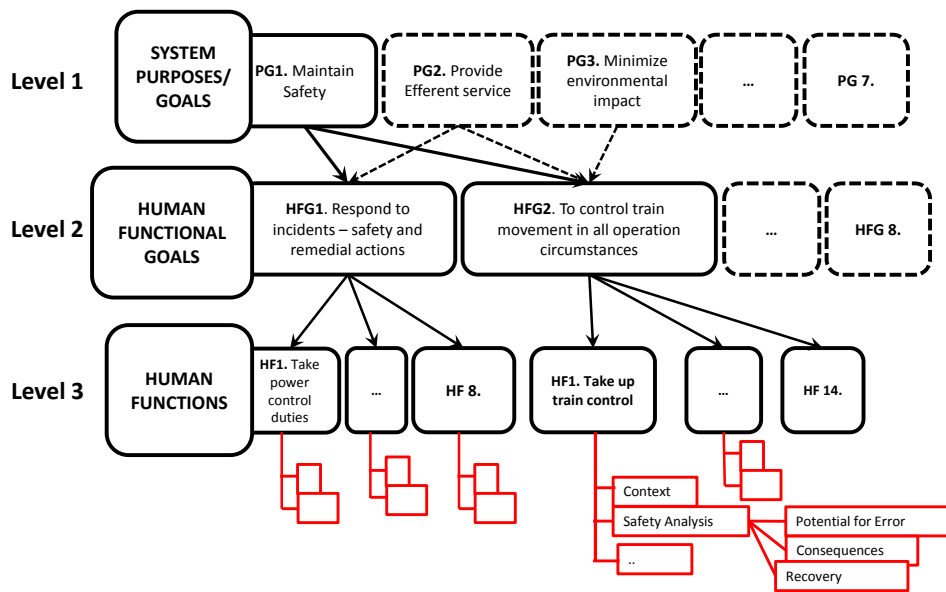 Level 1
SYSTEM
PURPOSES/
GOALS
PG1. Maintain
Safety
PG2. Provide
Efferent service
PG3. Minimize
environmental
impact
...
PG 7.
Level 2
HUMAN
FUNCTIONAL
GOALS
HFG1. Respond to
incidents – safety and
remedial actions
HFG2. To control train
movement in all operation
circumstances
...
HFG 8.
Level 3
HUMAN
FUNCTIONS
HF1. Take
power
control
duties
...
HF 8.
HF1. Take up
train control
...
HF 14.
Context
Safety Analysis
..
Potential for Error
Consequences
Recovery